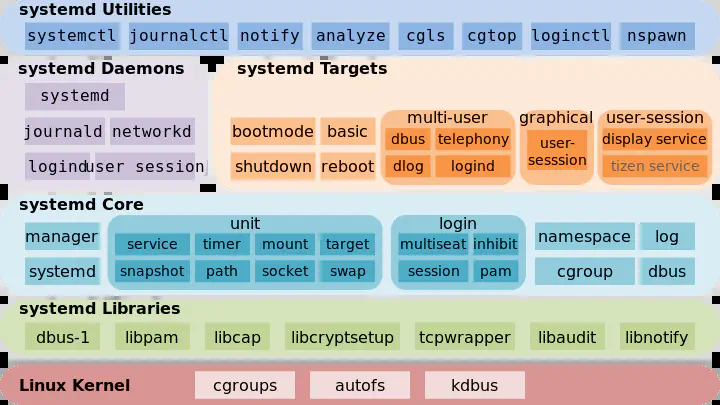 systemd Utilities
systemctl journalctl notify analyze cgls cgtop loginctl nspawn
systemd Daemons
systemd
journald networkd
logind user session
systemd Targets
bootmode basic
shutdown reboot
multi-user
dbus telephony
dlog logind
graphical
user-
sesssion
user-session
display service
tizen service
systemd Core
manager
systemd
unit
service timer mount target
snapshot path socket swap
login
multiseat inhibit
session pam
namespace log
cgroup dbus
systemd Libraries
dbus-1 libpam libcap libcryptsetup tcpwrapper libaudit libnotify
Linux Kernel cgroups autofs kdbus